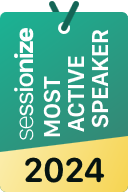 sessionize
MOST
ACTIVE
SPEAKER
2024